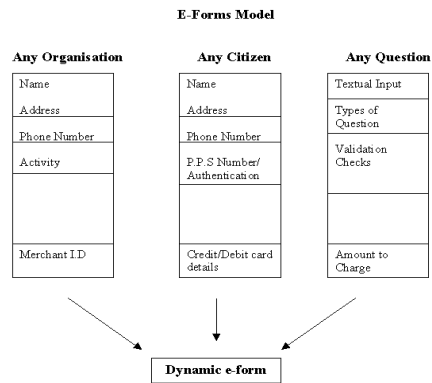 E-Forms Model
Any Organisation
Name
Address
Phone Number
Activity
Merchant I.D
Any Citizen
Name
Address
Phone Number
P.P.S Number/
Authentication
Credit/Debit card
details
Any Question
Textual Input
Types of
Question
Validation
Checks
Amount to
Charge
Dynamic e-form